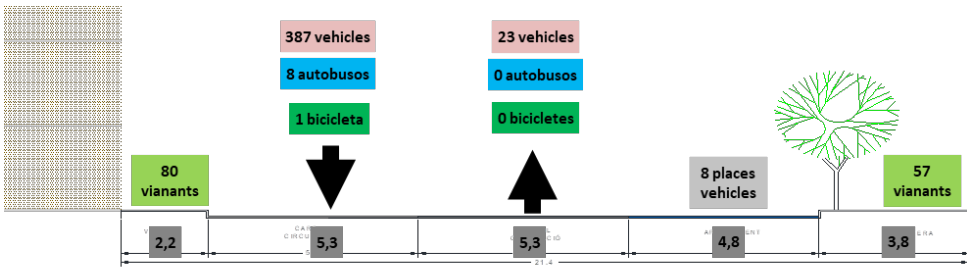 387 vehicles
23 vehicles
8 autobusos
0 autobusos
1 bicicleta
0 bicicletes
80
vianants
8 places
vehicles
57
vianants
2,2
5,3
5,3
4,8
3,8
21.4